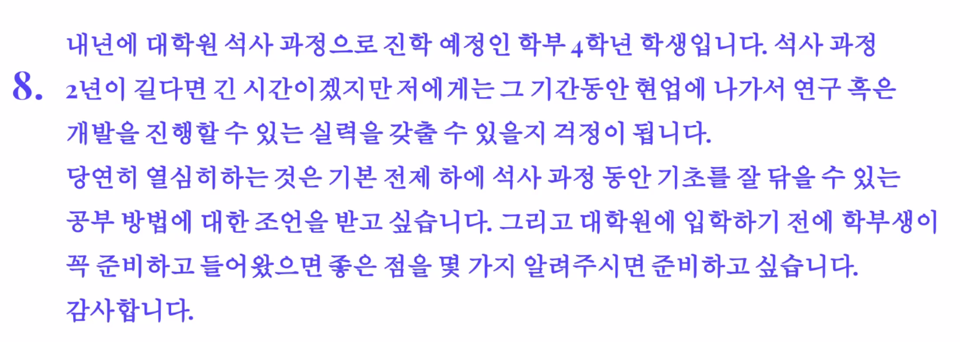 내년에 대학원 석사 과정으로 진학 예정인 학부 4학년 학생입니다. 석사 과정
8. 2년이 길다면 긴 시간이겠지만 저에게는 그 기간동안 현업에 나가서 연구 혹은
개발을 진행할 수 있는 실력을 갖출 수 있을지 걱정이 됩니다.
당연히 열심히하는 것은 기본 전제 하에 석사 과정 동안 기초를 잘 닦을 수 있는
공부 방법에 대한 조언을 받고 싶습니다. 그리고 대학원에 입학하기 전에 학부생이
꼭 준비하고 들어왔으면 좋은 점을 몇 가지 알려주시면 준비하고 싶습니다.
감사합니다.